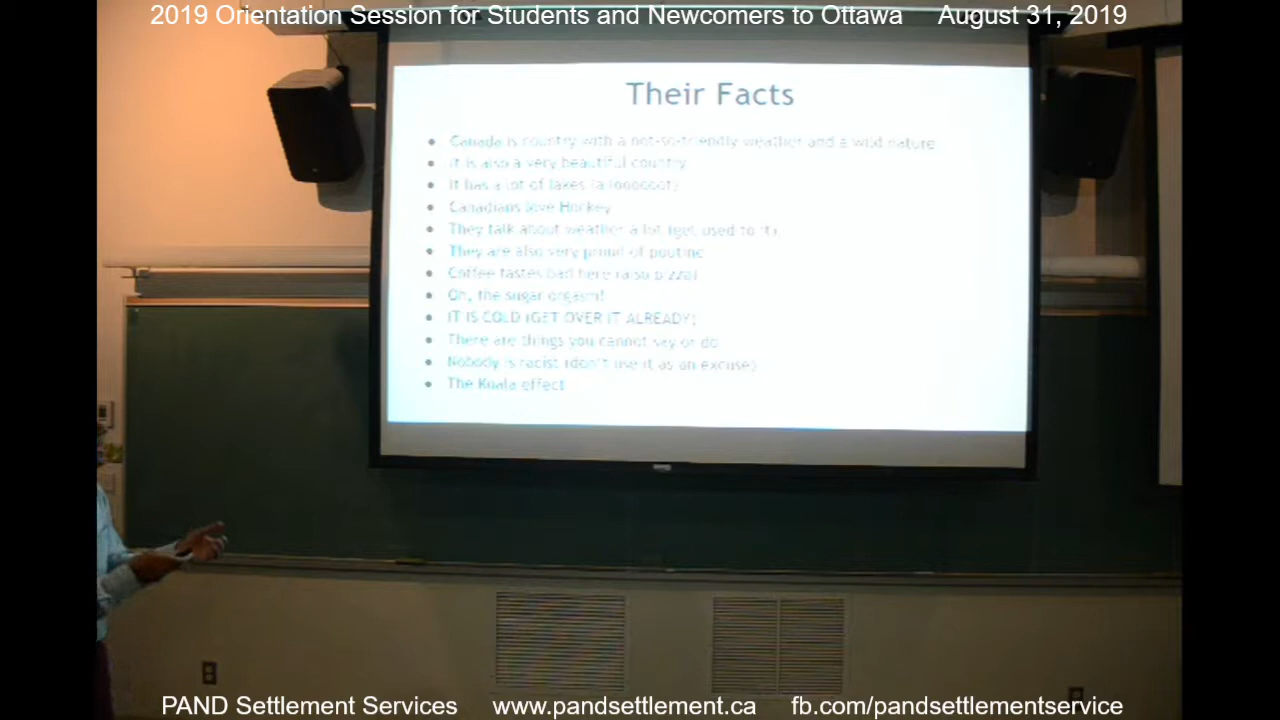 2019 Orientation Session for Students and Newcomers to Ottawa August 31, 2019
Their Facts
Canada is country with a not-so-friendly weather and a wild nature
It is also a very beautiful country
It has a lot of lakes (a looooot)
Canadians love Hockey
They talk about weather a lot (get used to it)
They are also very proud of poutine
Coffee tastes bad here (also pizza)
Oh, the sugar orgasm!
IT IS COLD (GET OVER IT ALREADY)
There are things you cannot say or do
Nobody is racist (don't use it as an excuse)
The Koala effect
PAND Settlement Services www.pandsettlement.ca fb.com/pandsettlementservice